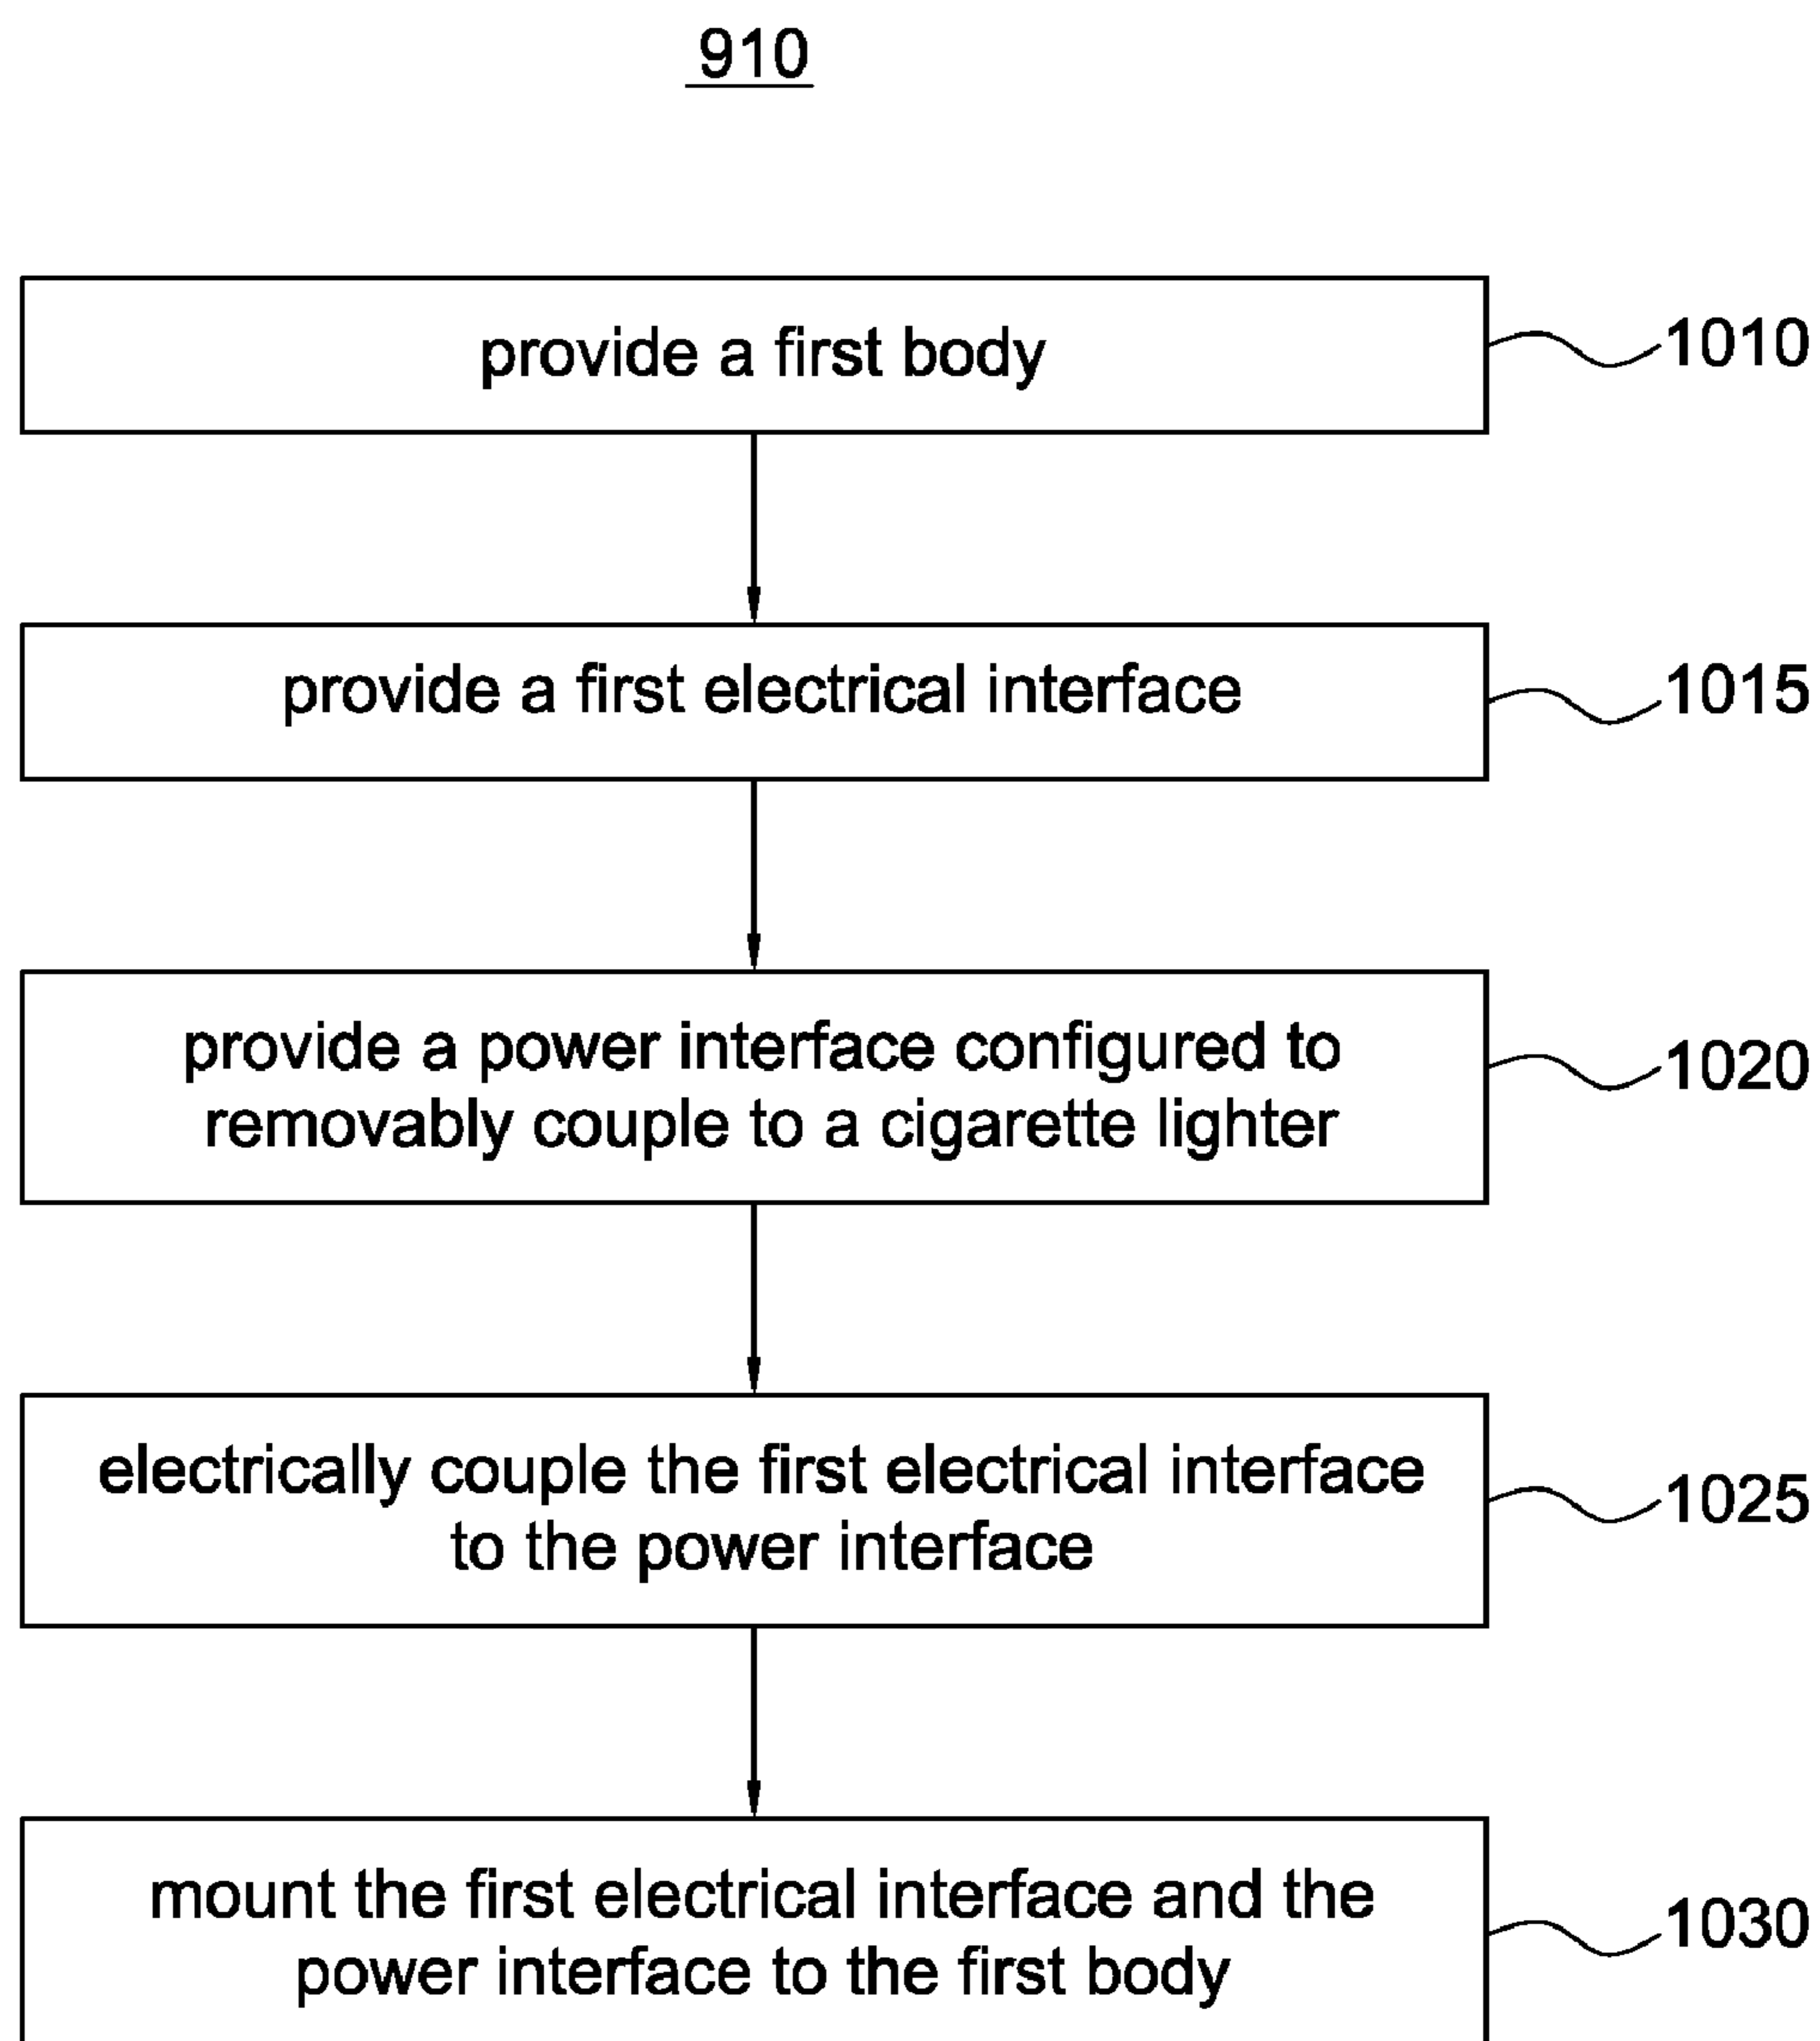 910
provide a first body
1010
provide a first electrical interface
1015
provide a power interface configured to
removably couple to a cigarette lighter
1020
electrically couple the first electrical interface
to the power interface
1025
mount the first electrical interface and the
power interface to the first body
1030